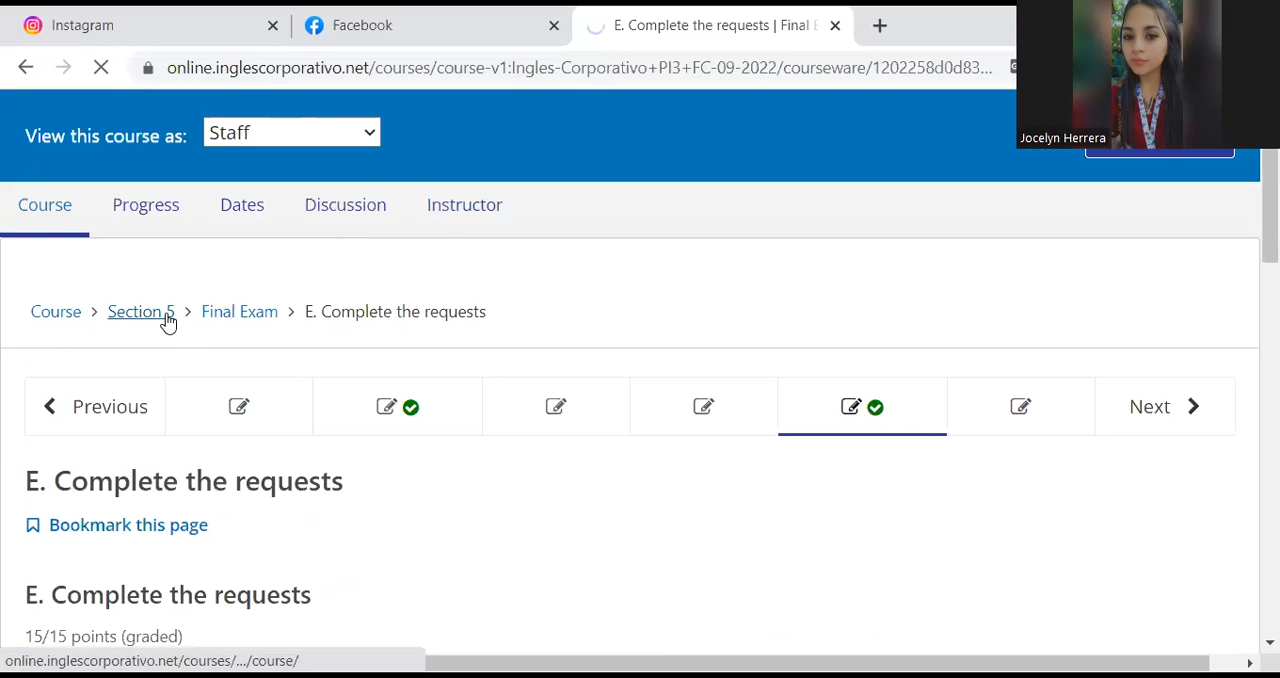 Instagram
Facebook
E. Complete the requests | Final E
online.inglescorporativo.net/courses/course-v1:Ingles-Corporativo+PI3+FC-09-2022/courseware/1202258d0d83...
Jocelyn Herrera
View this course as:
Staff
Course
Progress
Dates
Discussion
Instructor
Course > Section 5 > Final Exam > E. Complete the requests
Previous
Next
E. Complete the requests
Bookmark this page
E. Complete the requests
15/15 points (graded)
online.inglescorporativo.net/courses/.../course/